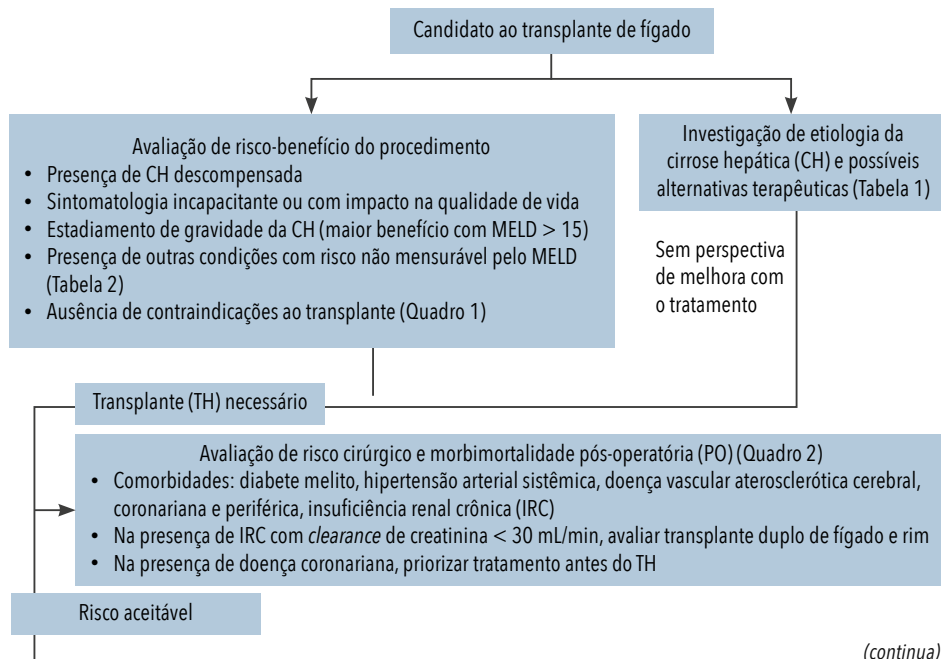 Candidato ao transplante de fígado
Avaliação de risco-benefício do procedimento
• Presença de CH descompensada
• Sintomatologia incapacitante ou com impacto na qualidade de vida
• Estadiamento de gravidade da CH (maior benefício com MELD > 15)
• Presença de outras condições com risco não mensurável pelo MELD
(Tabela 2)
• Ausência de contraindicações ao transplante (Quadro 1)
Investigação de etiologia da
cirrose hepática (CH) e possíveis
alternativas terapêuticas (Tabela 1)
Sem perspectiva
de melhora com
o tratamento
Transplante (TH) necessário
Avaliação de risco cirúrgico e morbimortalidade pós-operatória (PO) (Quadro 2)
• Comorbidades: diabete melito, hipertensão arterial sistêmica, doença vascular aterosclerótica cerebral,
coronariana e periférica, insuficiência renal crônica (IRC)
• Na presença de IRC com clearance de creatinina < 30 mL/min, avaliar transplante duplo de fígado e rim
• Na presença de doença coronariana, priorizar tratamento antes do TH
Risco aceitável
(continua)